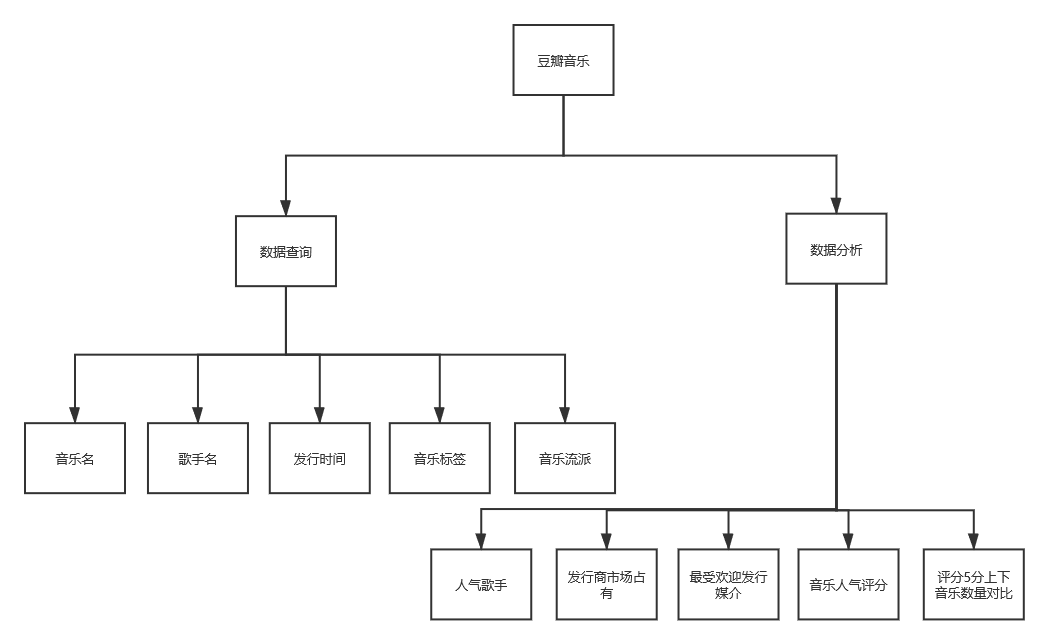 豆瓣音乐
数据查询
数据分析
音乐名
歌手名
发行时间
音乐标签
音乐流派
人气歌手
发行商市场占
有
最受欢迎发行
媒介
音乐人气评分
评分5分上下
音乐数量对比